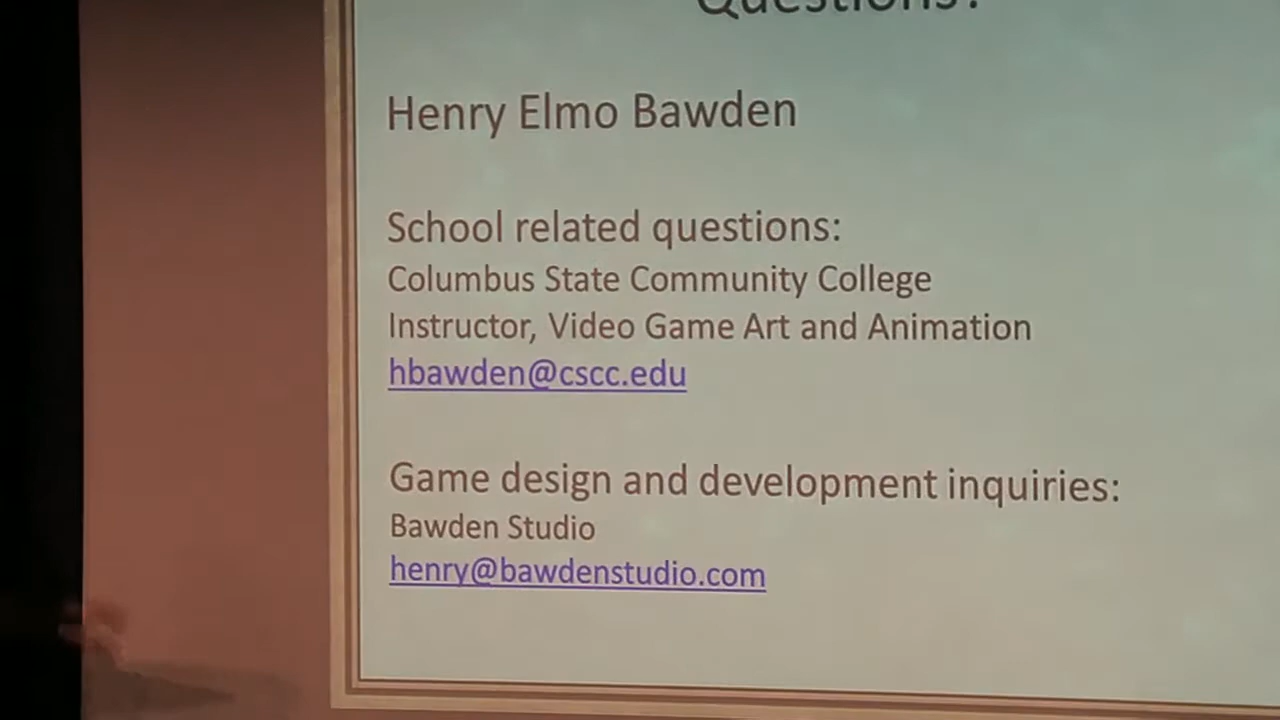 Questions?
Henry Elmo Bawden
School related questions:
Columbus State Community College
Instructor, Video Game Art and Animation
hbawden@cscc.edu
Game design and development inquiries:
Bawden Studio
henry@bawdenstudio.com